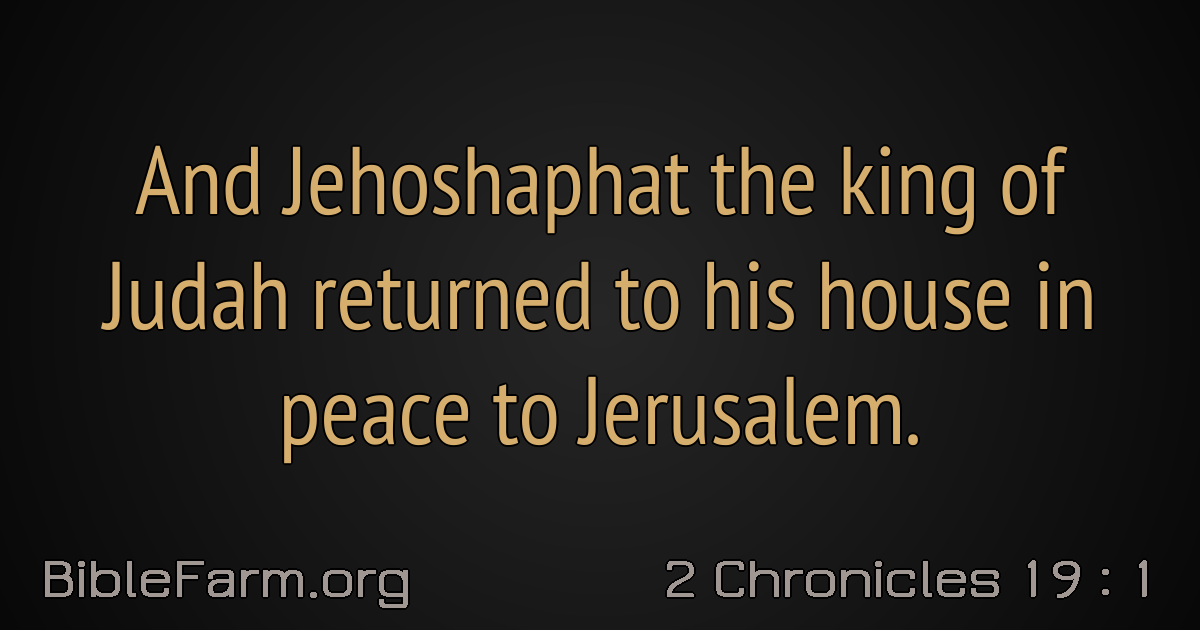 And Jehoshaphat the king of
Judah returned to his house in
peace to Jerusalem.
BibleFarm.org
2 Chronicles 19 : 1